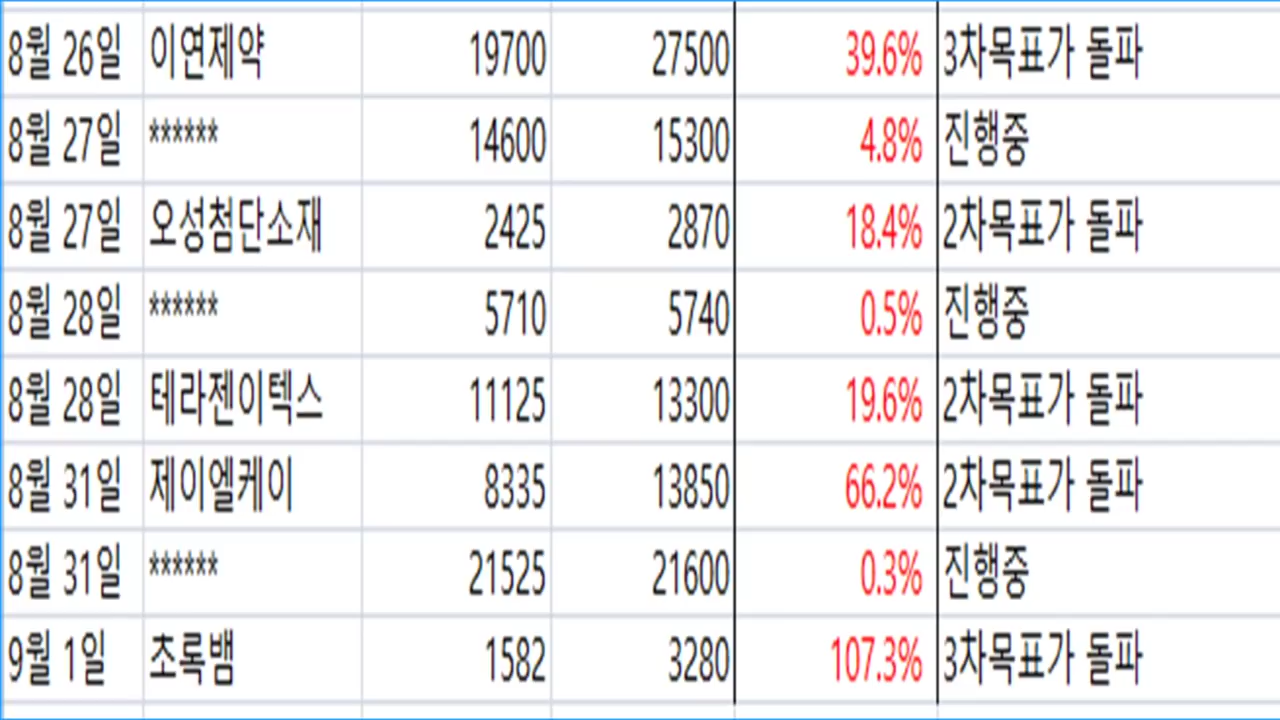 8월 26일 이연제약 19700 27500 39.6% 3차목표가 돌파
8월 27일 ****** 14600 15300 4.8% 진행중
8월 27일 오성첨단소재 2425 2870 18.4% 2차목표가 돌파
8월 28일 ****** 5710 5740 0.5% 진행중
8월 28일 테라젠이텍스 11125 13300 19.6% 2차목표가 돌파
8월 31일 제이엘케이 8335 13850 66.2% 2차목표가 돌파
8월 31일 ****** 21525 21600 0.3% 진행중
9월 1일 초록뱀 1582 3280 107.3% 3차목표가 돌파